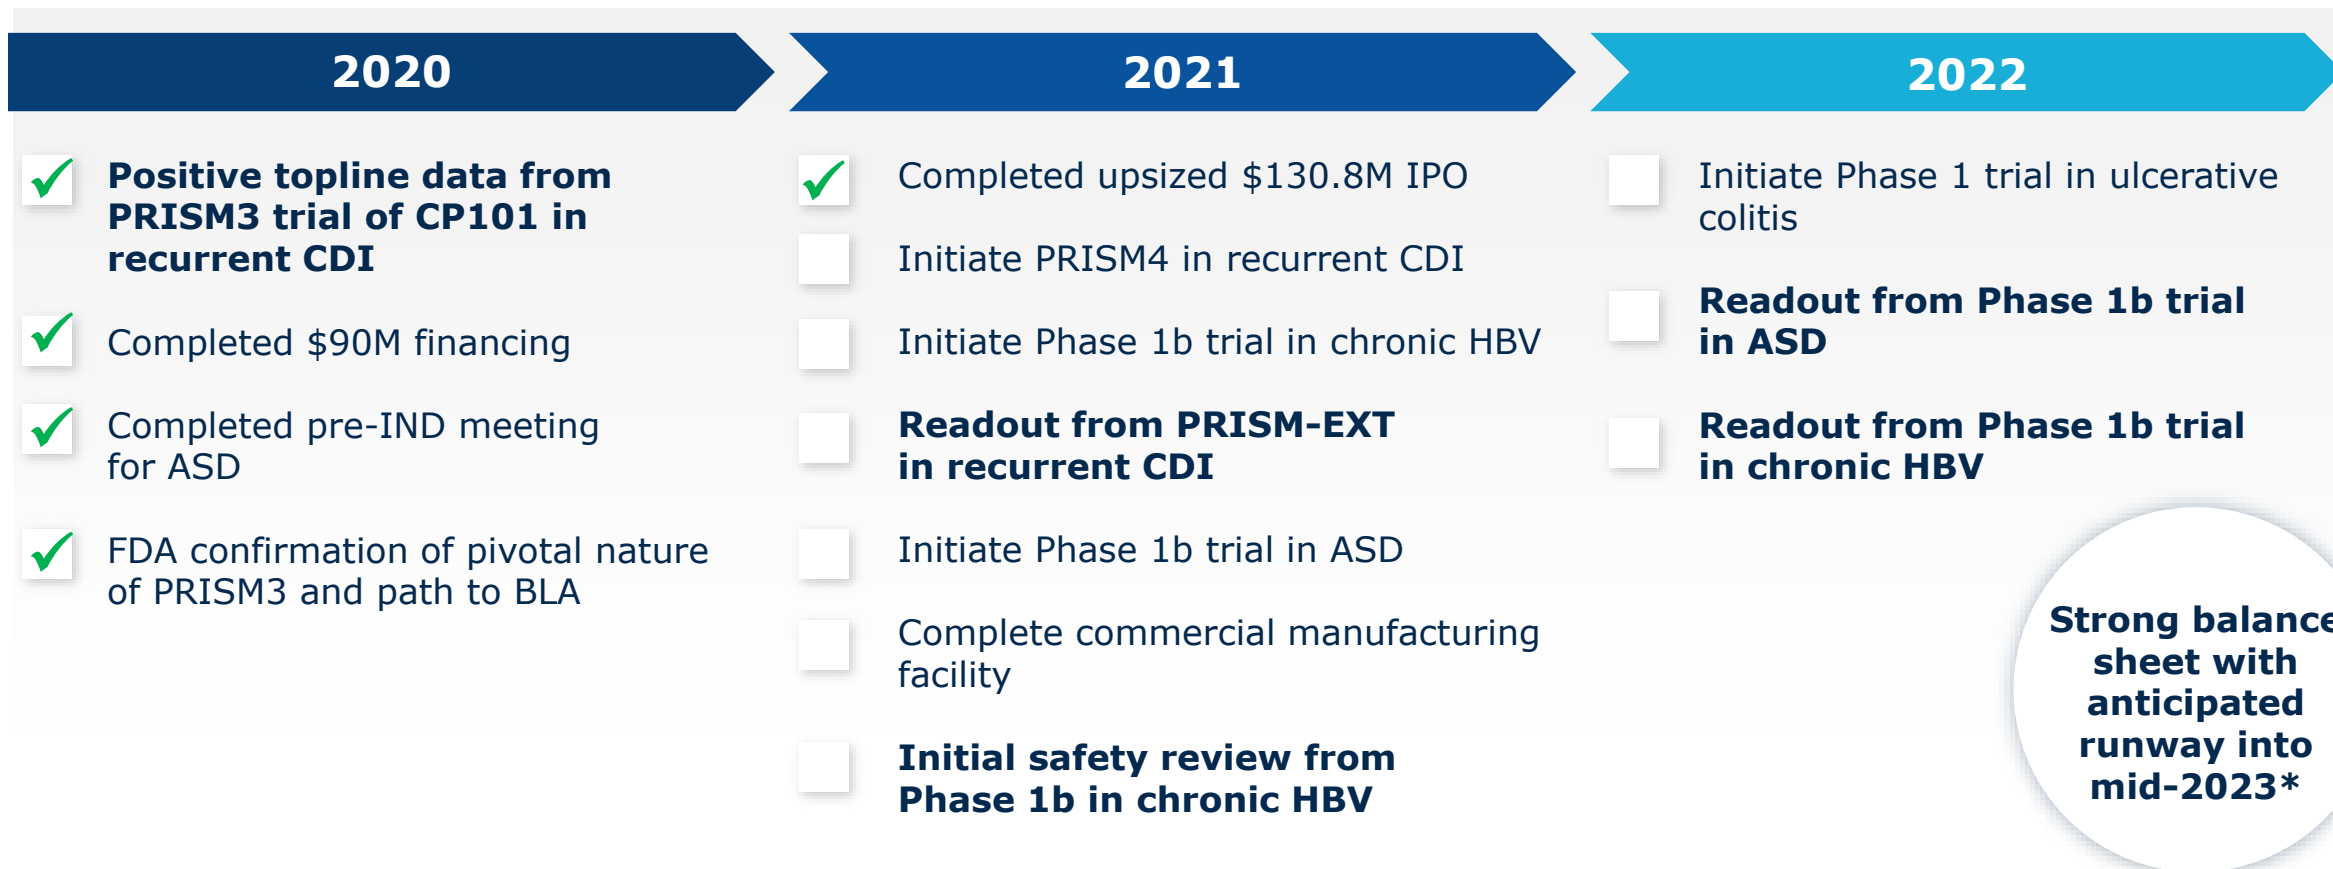 2020
Positive topline data from
PRISM3 trial of CP101 in
recurrent CDI
Completed $90M financing
Completed pre-IND meeting
for ASD
FDA confirmation of pivotal nature
of PRISM3 and path to BLA
2021
Completed upsized $130.8M IPO
Initiate PRISM4 in recurrent CDI
Initiate Phase 1b trial in chronic HBV
Readout from PRISM-EXT
in recurrent CDI
Initiate Phase 1b trial in ASD
Complete commercial manufacturing
facility
Initial safety review from
Phase 1b in chronic HBV
2022
Initiate Phase 1 trial in ulcerative
colitis
Readout from Phase 1b trial
in ASD
Readout from Phase 1b trial
in chronic HBV
Strong balance
sheet with
anticipated
runway into
mid-2023*